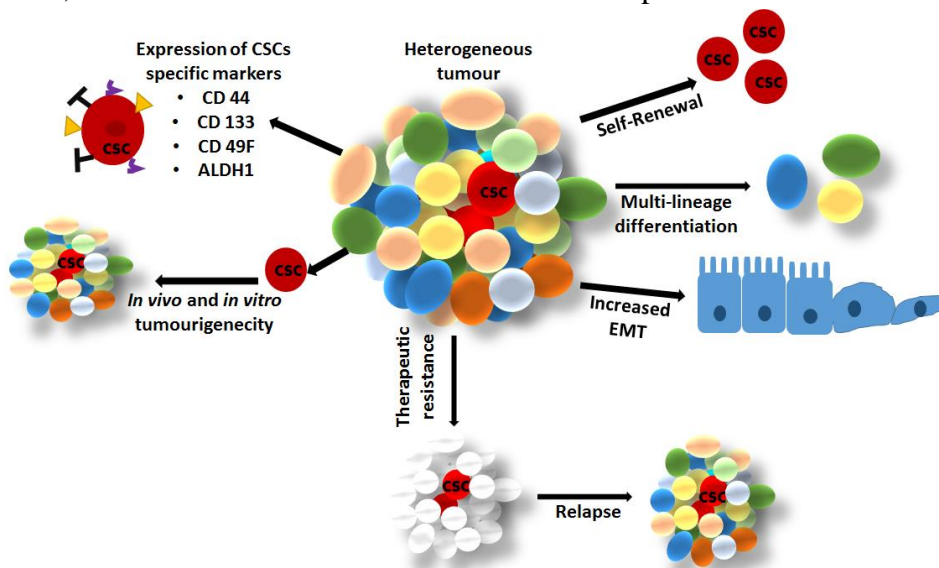 Expression of CSCs
specific markers
• CD 44
• CD 133
• CD 49F
• ALDH1
CSC
Heterogeneous
tumour
CSC
CSC
CSC
CSC
Self-Renewal
Multi-lineage
differentiation
Increased
EMT
CSC
CSC
In vivo and in vitro
tumourigenecity
Therapeutic
resistance
CSC
Relapse
CSC